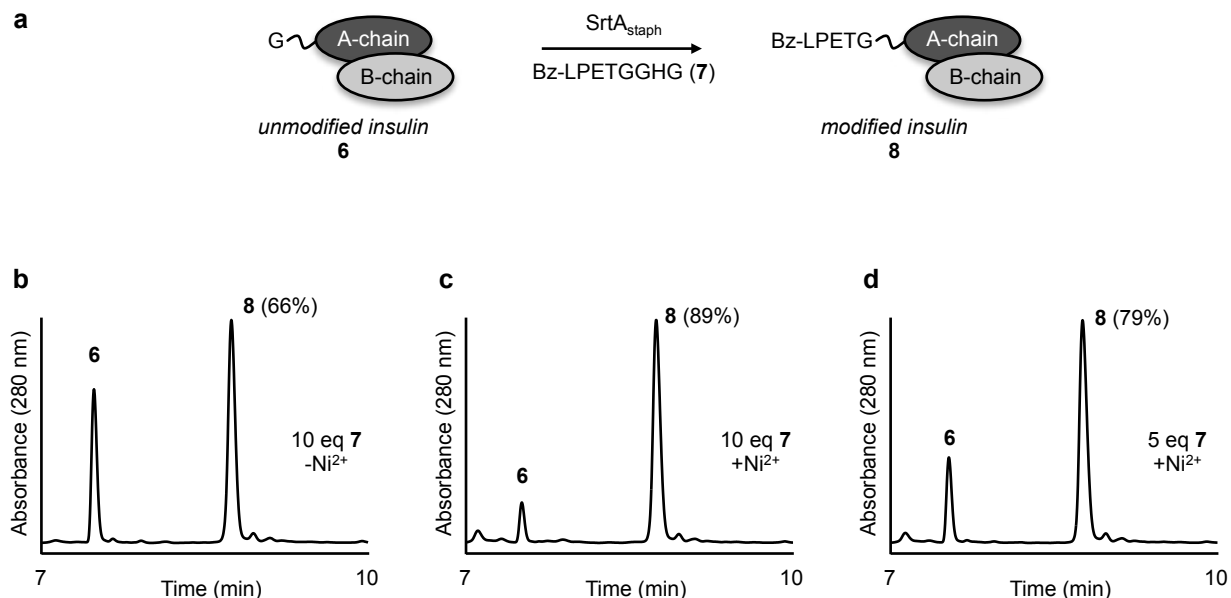 a
G
A-chain
B-chain
unmodified insulin
6
SrtAstaph
Bz-LPETGGHG (7)
Bz-LPETG
A-chain
B-chain
modified insulin
8
b
Absorbance (280 nm)
6
8 (66%)
10 eq 7
-Ni²⁺
7
10
Time (min)
c
Absorbance (280 nm)
6
8 (89%)
10 eq 7
+Ni²⁺
7
10
Time (min)
d
Absorbance (280 nm)
6
8 (79%)
5 eq 7
+Ni²⁺
7
10
Time (min)